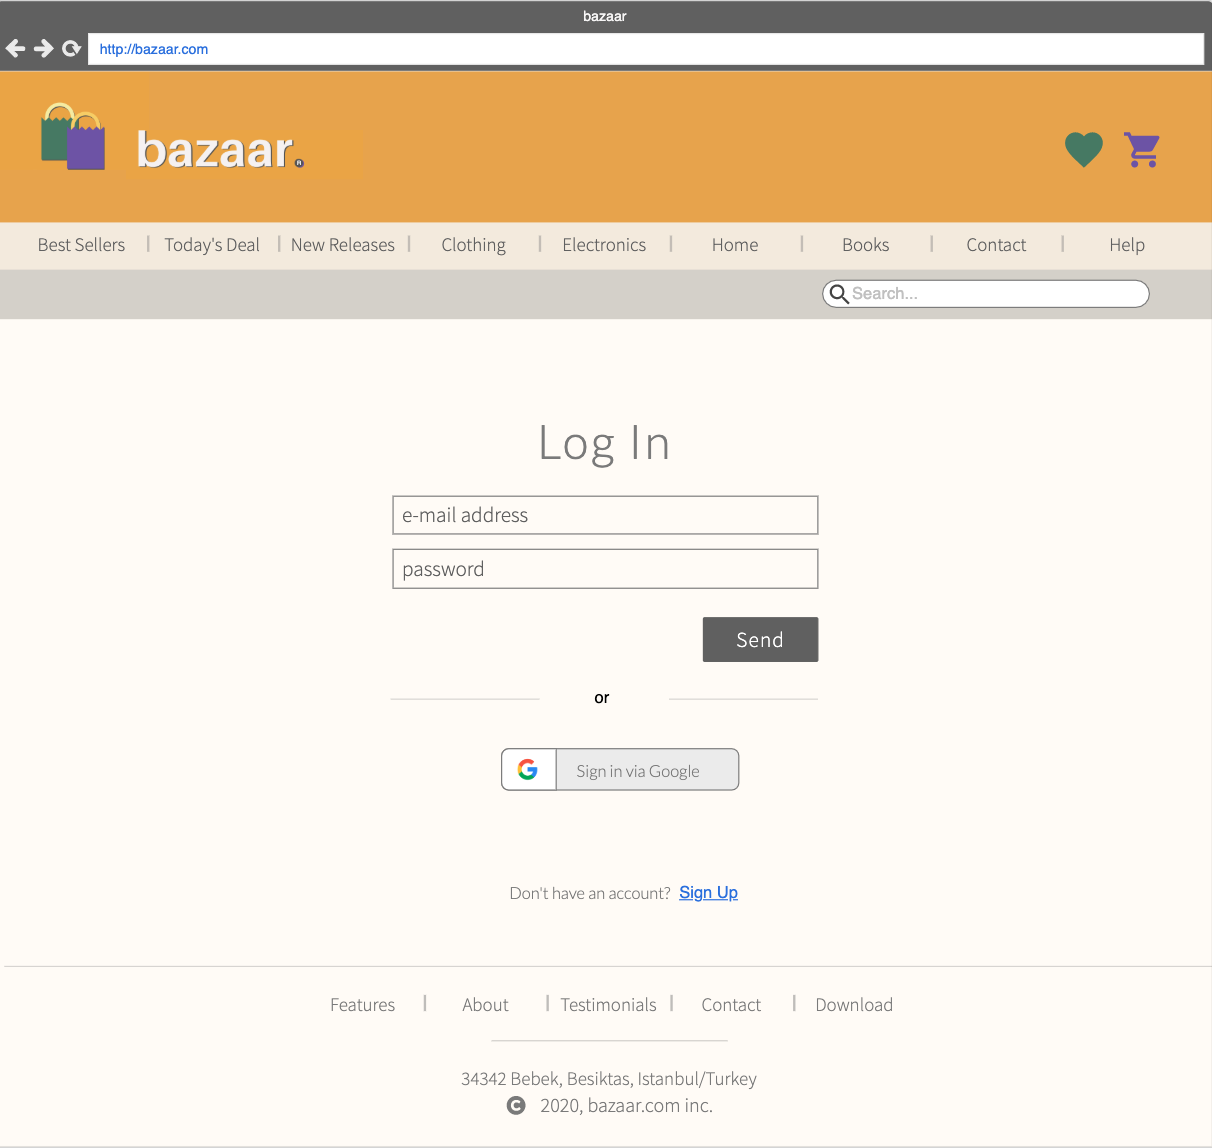 bazaar
http://bazaar.com
bazaar.
Best Sellers | Today's Deal | New Releases | Clothing | Electronics | Home | Books | Contact | Help
Search...
Log In
e-mail address
password
Send
or
G Sign in via Google
Don't have an account? Sign Up
Features | About | Testimonials | Contact | Download
34342 Bebek, Besiktas, Istanbul/Turkey
© 2020, bazaar.com inc.